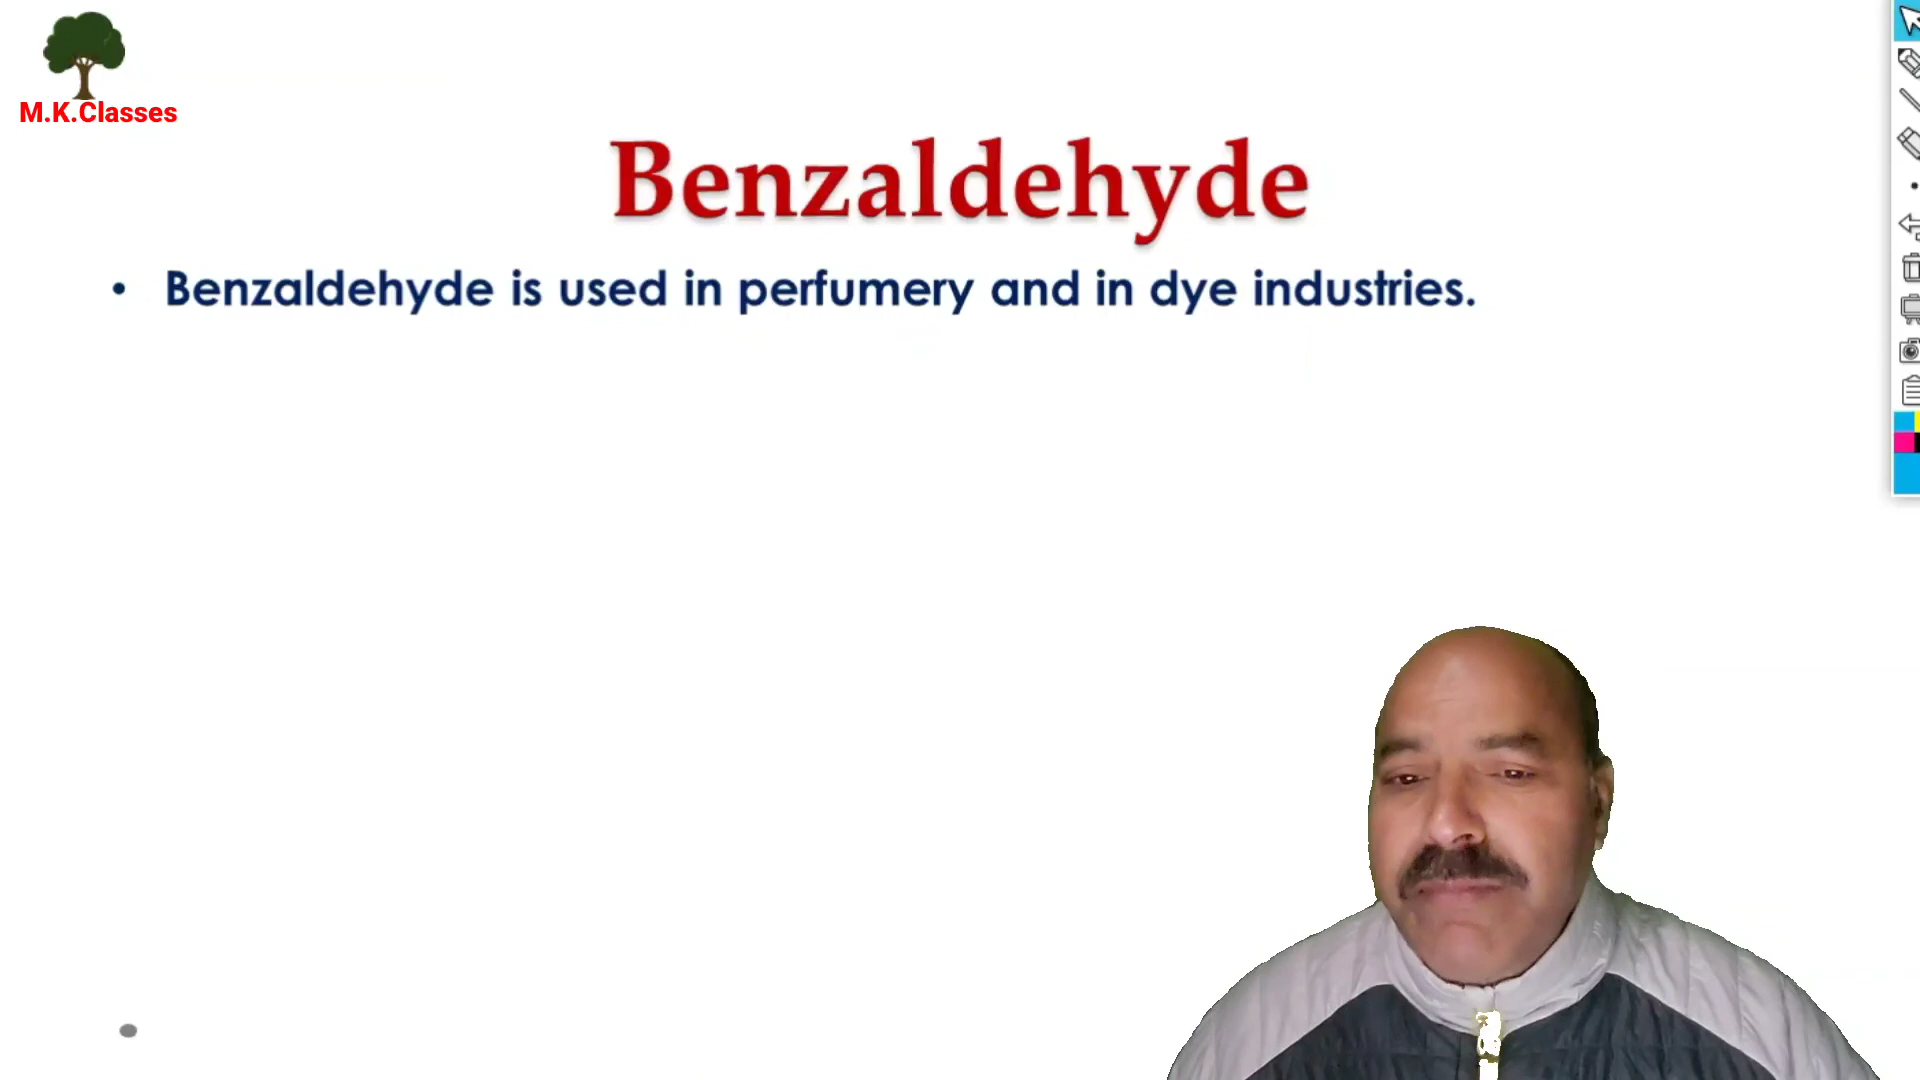 M.K.Classes
Benzaldehyde
• Benzaldehyde is used in perfumery and in dye industries.